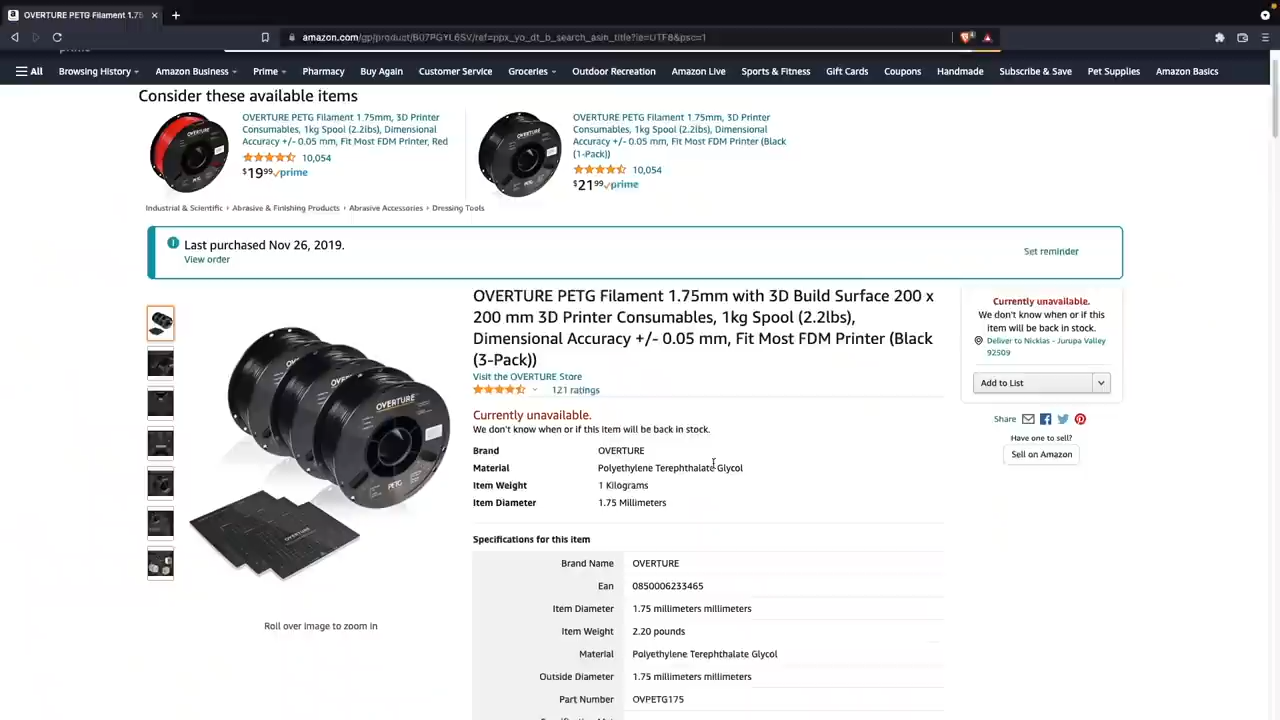 OVERTURE PETG Filament 1.75
amazon.com/gp/product/B07PGYL6SV/ref=ppx_yo_dt_b_search_asin_title?ie=UTF8&psc=1
prime
All Browsing History Amazon Business Prime Pharmacy Buy Again Customer Service Groceries Outdoor Recreation Amazon Live Sports & Fitness Gift Cards Coupons Handmade Subscribe & Save Pet Supplies Amazon Basics
Consider these available items
OVERTURE PETG Filament 1.75mm, 3D Printer
Consumables, 1kg Spool (2.2lbs), Dimensional
Accuracy +/- 0.05 mm, Fit Most FDM Printer, Red
10,054
$19⁹⁹ prime
OVERTURE PETG Filament 1.75mm, 3D Printer
Consumables, 1kg Spool (2.2lbs), Dimensional
Accuracy +/- 0.05 mm, Fit Most FDM Printer (Black
(1-Pack))
10,054
$21⁹⁹ prime
Industrial & Scientific › Abrasive & Finishing Products › Abrasive Accessories › Dressing Tools
Last purchased Nov 26, 2019.
View order
Set reminder
OVERTURE PETG Filament 1.75mm with 3D Build Surface 200 x
200 mm 3D Printer Consumables, 1kg Spool (2.2lbs),
Dimensional Accuracy +/- 0.05 mm, Fit Most FDM Printer (Black
(3-Pack))
Visit the OVERTURE Store
121 ratings
Currently unavailable.
We don't know when or if this item will be back in stock.
Brand OVERTURE
Material Polyethylene Terephthalate Glycol
Item Weight 1 Kilograms
Item Diameter 1.75 Millimeters
Specifications for this item
Brand Name OVERTURE
Ean 0850006233465
Item Diameter 1.75 millimeters millimeters
Item Weight 2.20 pounds
Material Polyethylene Terephthalate Glycol
Outside Diameter 1.75 millimeters millimeters
Part Number OVPETG175
OVERTURE
PETG
OVERTURE
Roll over image to zoom in
Currently unavailable.
We don't know when or if this
item will be back in stock.
Deliver to Nicklas - Jurupa Valley
92509
Add to List
Share
Have one to sell?
Sell on Amazon